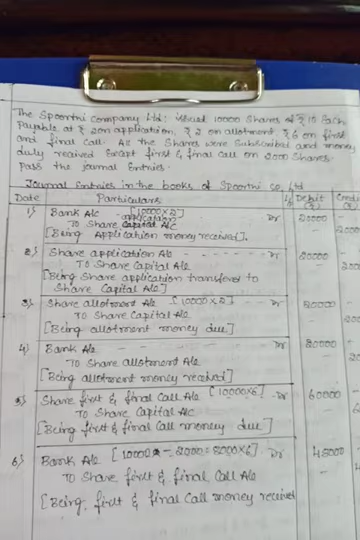 The Spoorthi Company Ltd: issued 10000 Shares of ₹10 Each
Payable at ₹ 2 on application, ₹ 2 on allotment, ₹ 6 on first
and final Call. All the Shares were Subscribed and money
duly received Except first & final call on 2000 Shares.
Pass the Journal Entries.
Journal Entries in the books of Spoorthi Co., Ltd
Date Particulars Debit Credit
1) Bank A/c [10000×2] Dr 20000
application
To Share Capital A/c
[Being Application money received].
2) Share application A/c Dr 20000
TO Share Capital A/c
[Being Share application transfer to
Share Capital A/c]
3) Share allotment A/c [10000×2] Dr 20000
TO Share Capital A/c.
[Being allotment money due]
4) Bank A/c Dr 20000
TO Share allotment A/c
[Being allotment money received]
5) Share first & final Call A/c [10000×6] Dr 60000
TO Share Capital A/c
[Being first & final Call money due]
6) Bank A/c [10000 - 2000 = 8000×6] Dr 48000
TO Share first & final Call A/c
[Being first & final Call money received